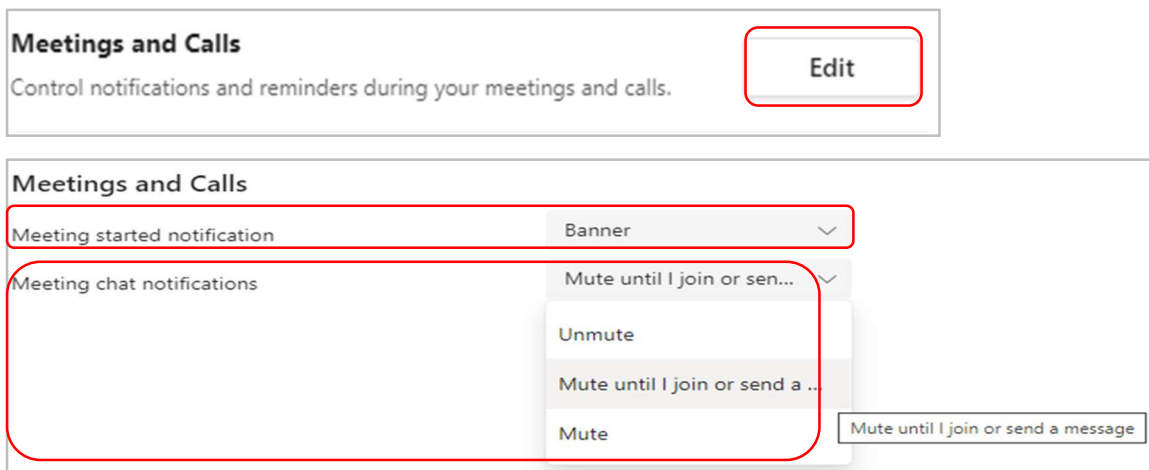 Meetings and Calls
Edit
Control notifications and reminders during your meetings and calls.
Meetings and Calls
Meeting started notification Banner
Meeting chat notifications Mute until I join or sen...
Unmute
Mute until I join or send a ...
Mute
Mute until I join or send a message